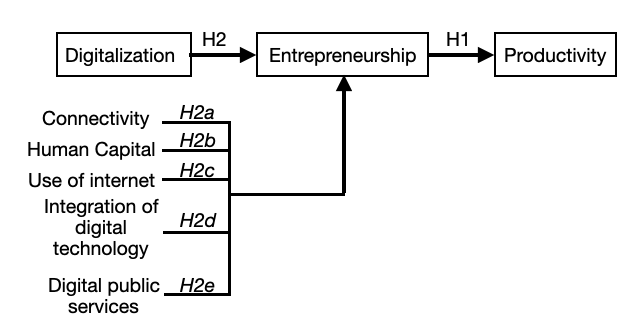 H2
H1
Digitalization
Entrepreneurship
Productivity
Connectivity
H2a
Human Capital
H2b
Use of internet
H2c
Integration of
digital
technology
H2d
Digital public
services
H2e